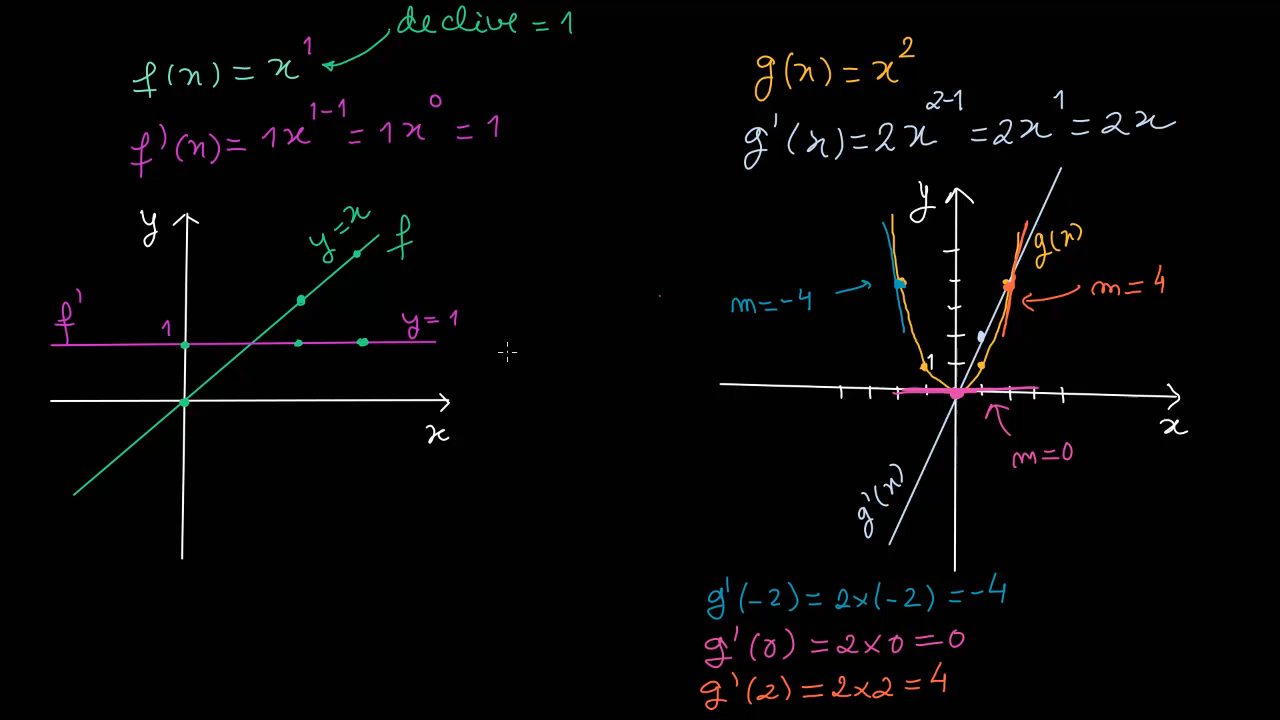 declive = 1
f(x) = x¹
f'(x) = 1x¹⁻¹ = 1x⁰ = 1
y
y=x
f
f'
1
y=1
x
g(x) = x²
g'(x) = 2x²⁻¹ = 2x¹ = 2x
y
g(x)
m=-4
m=4
1
x
m=0
g'(x)
g'(-2) = 2×(-2) = -4
g'(0) = 2×0 = 0
g'(2) = 2×2 = 4